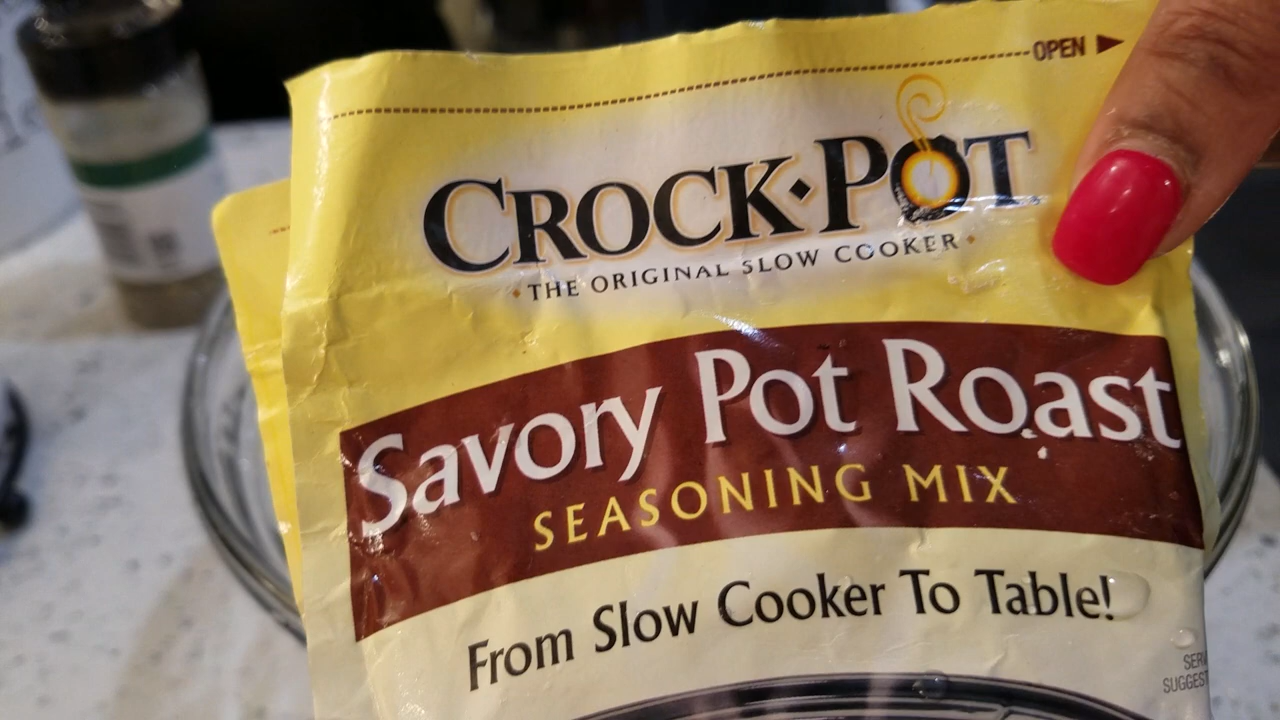 OPEN
CROCK·POT
THE ORIGINAL SLOW COOKER
Savory Pot Roast
SEASONING MIX
From Slow Cooker To Table!